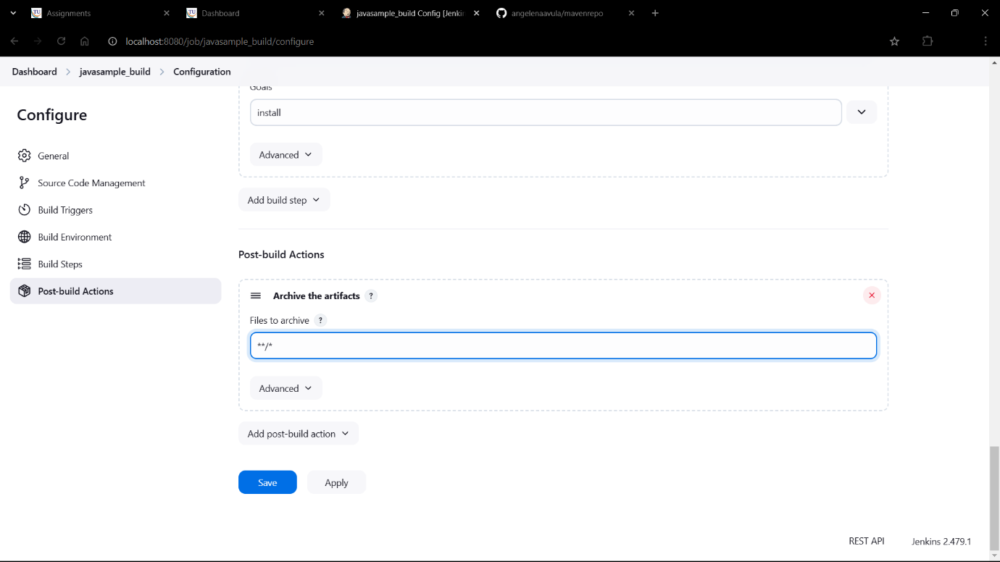 Assignments
Dashboard
javasample_build Config [Jenki
angelenaavula/mavenrepo
localhost:8080/job/javasample_build/configure
Dashboard
javasample_build
Configuration
Configure
General
Source Code Management
Build Triggers
Build Environment
Build Steps
Post-build Actions
Goals
install
Advanced
Add build step
Post-build Actions
Archive the artifacts ?
Files to archive ?
**/*
Advanced
Add post-build action
Save
Apply
REST API
Jenkins 2.479.1